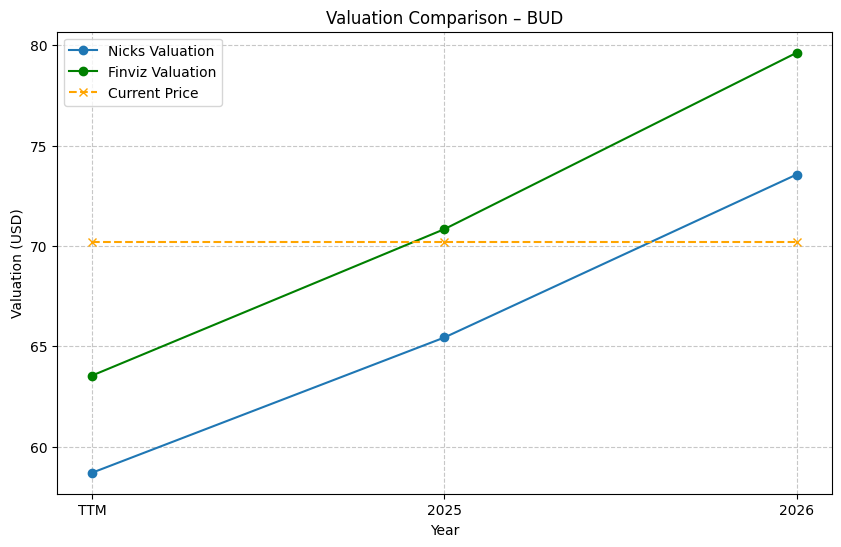 Valuation Comparison – BUD
Nicks Valuation
Finviz Valuation
Current Price
Valuation (USD)
80
75
70
65
60
TTM
2025
2026
Year